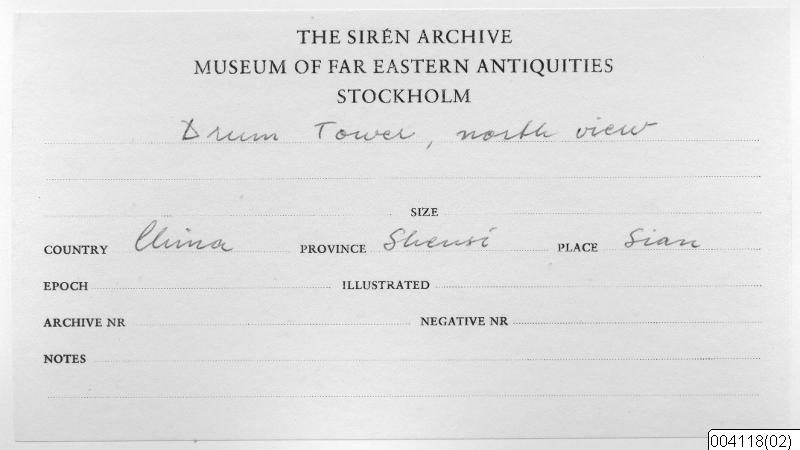 THE SIRÉN ARCHIVE
MUSEUM OF FAR EASTERN ANTIQUITIES
STOCKHOLM
Drum Tower, north view
SIZE
COUNTRY China PROVINCE Shensi PLACE Sian
EPOCH ILLUSTRATED
ARCHIVE NR NEGATIVE NR
NOTES
004118(02)